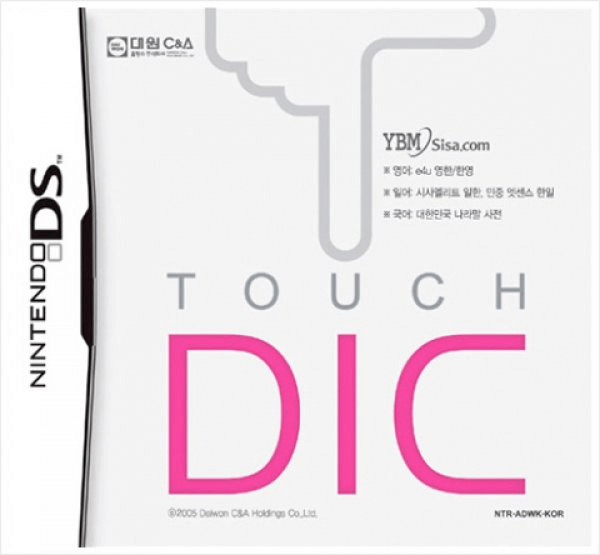 대원 C&A
YBM Sisa.com
※ 영어: e4u 영한/한영
※ 일어: 시사엘리트 일한, 민중 엣센스 한일
※ 국어: 대한민국 나라말 사전
NINTENDO DS™
TOUCH
DIC
©2005 Daiwon C&A Holdings Co.,Ltd.
NTR-ADWK-KOR